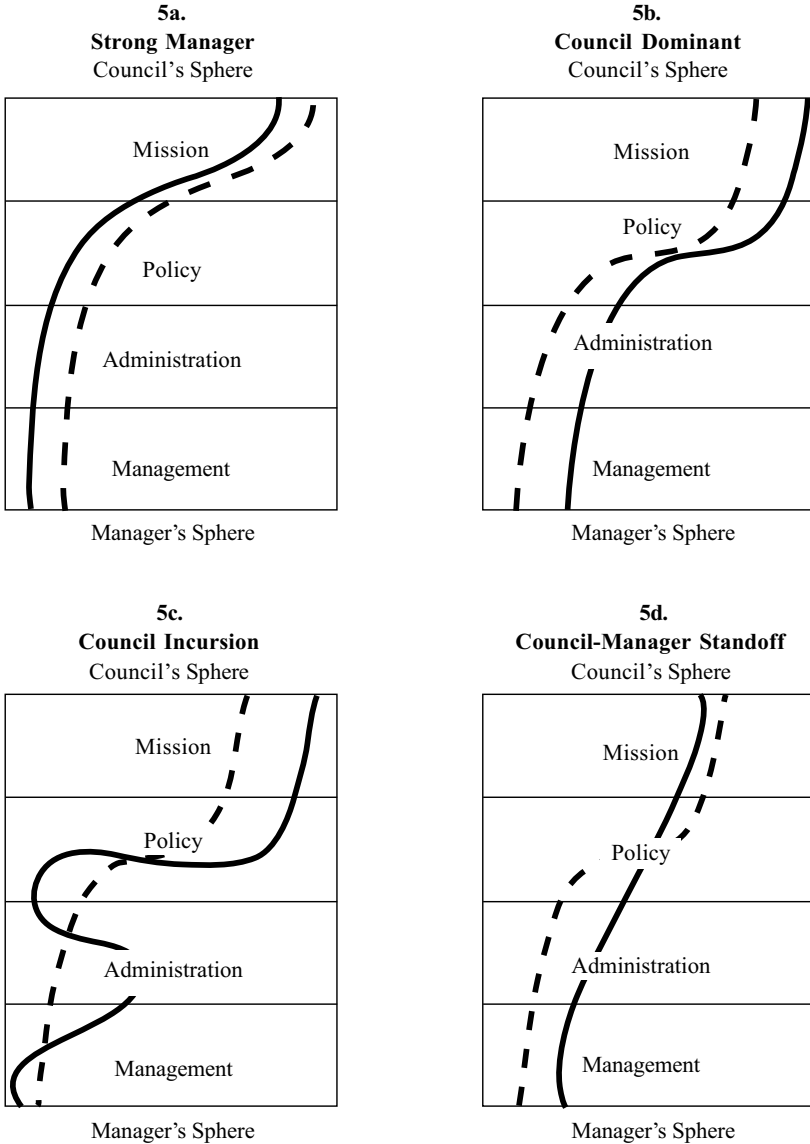 5a.
Strong Manager
Council's Sphere
Mission
Policy
Administration
Management
Manager's Sphere
5b.
Council Dominant
Council's Sphere
Mission
Policy
Administration
Management
Manager's Sphere
5c.
Council Incursion
Council's Sphere
Mission
Policy
Administration
Management
Manager's Sphere
5d.
Council-Manager Standoff
Council's Sphere
Mission
Policy
Administration
Management
Manager's Sphere